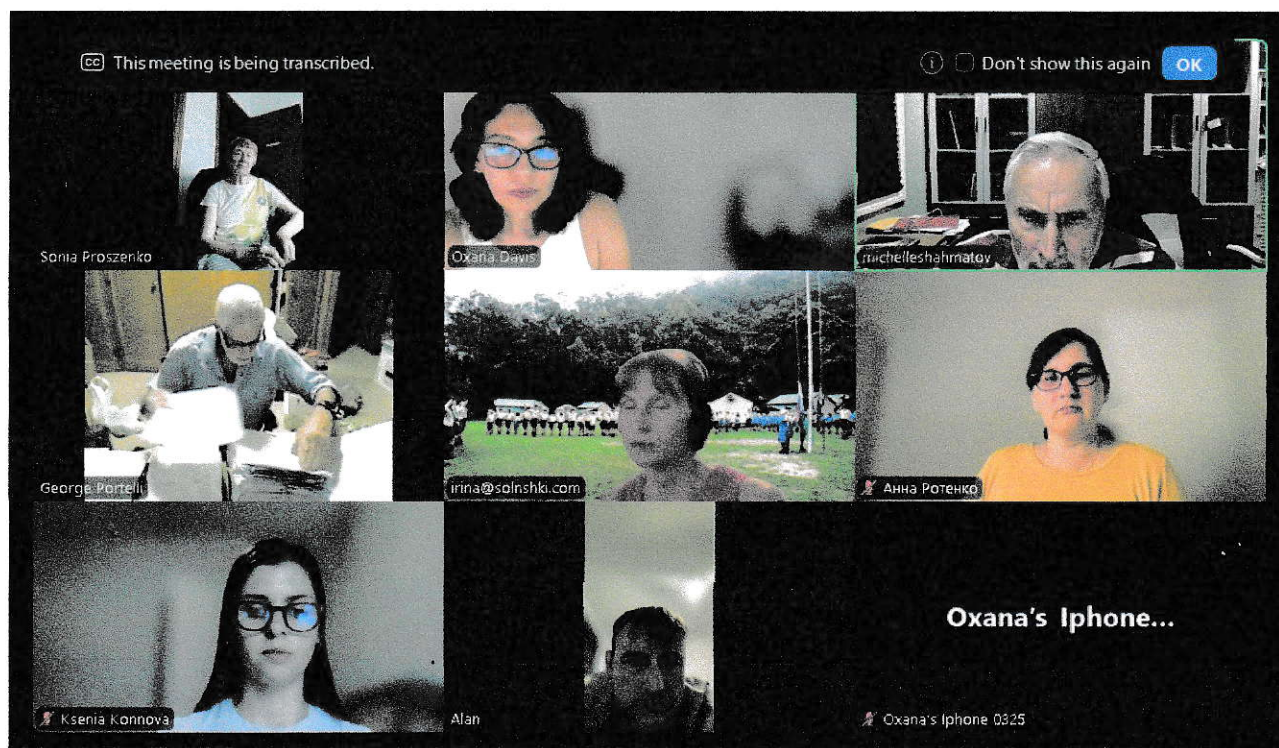 CC This meeting is being transcribed.
i Don't show this again OK
Sonia Proszenko
Oxana Davis
michelleshahmatov
George Portelli
irina@solnshki.com
Анна Ротенко
Ksenia Konnova
Alan
Oxana's Iphone...
Oxana's Iphone 0325